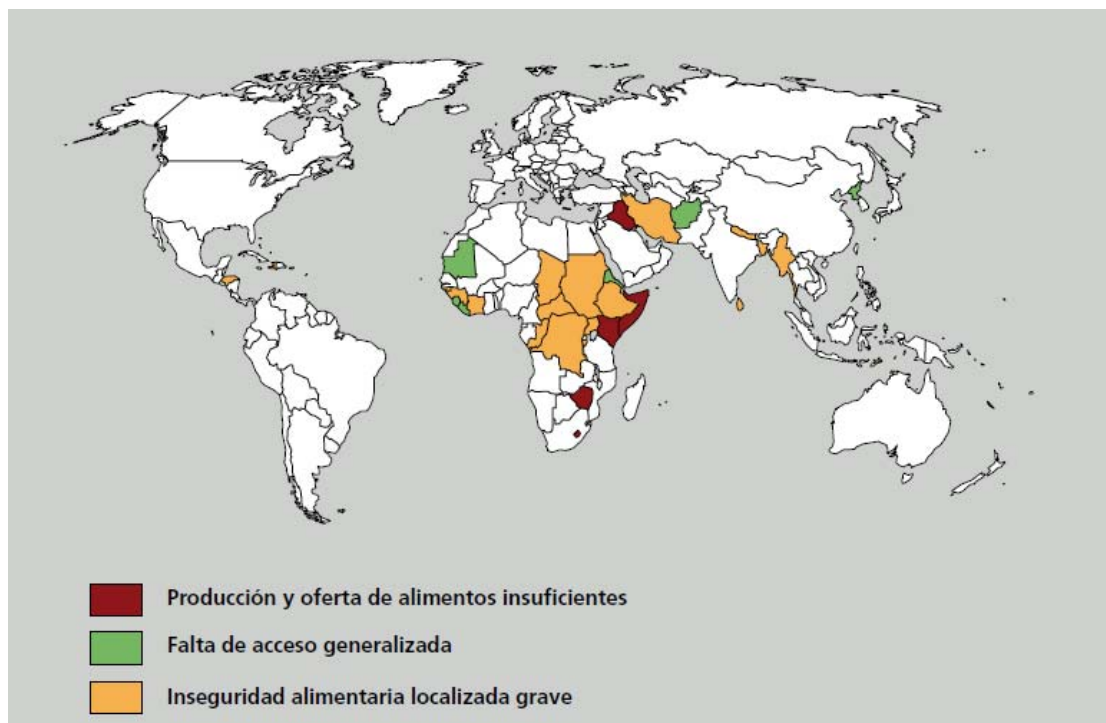 Producción y oferta de alimentos insuficientes
Falta de acceso generalizada
Inseguridad alimentaria localizada grave